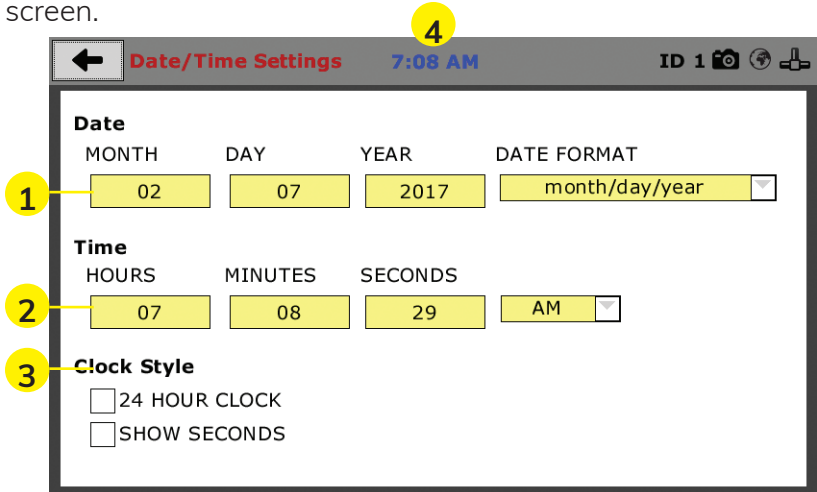 screen.
4
Date/Time Settings 7:08 AM ID 1
Date
MONTH DAY YEAR DATE FORMAT
1 02 07 2017 month/day/year
Time
HOURS MINUTES SECONDS
2 07 08 29 AM
3 Clock Style
24 HOUR CLOCK
SHOW SECONDS